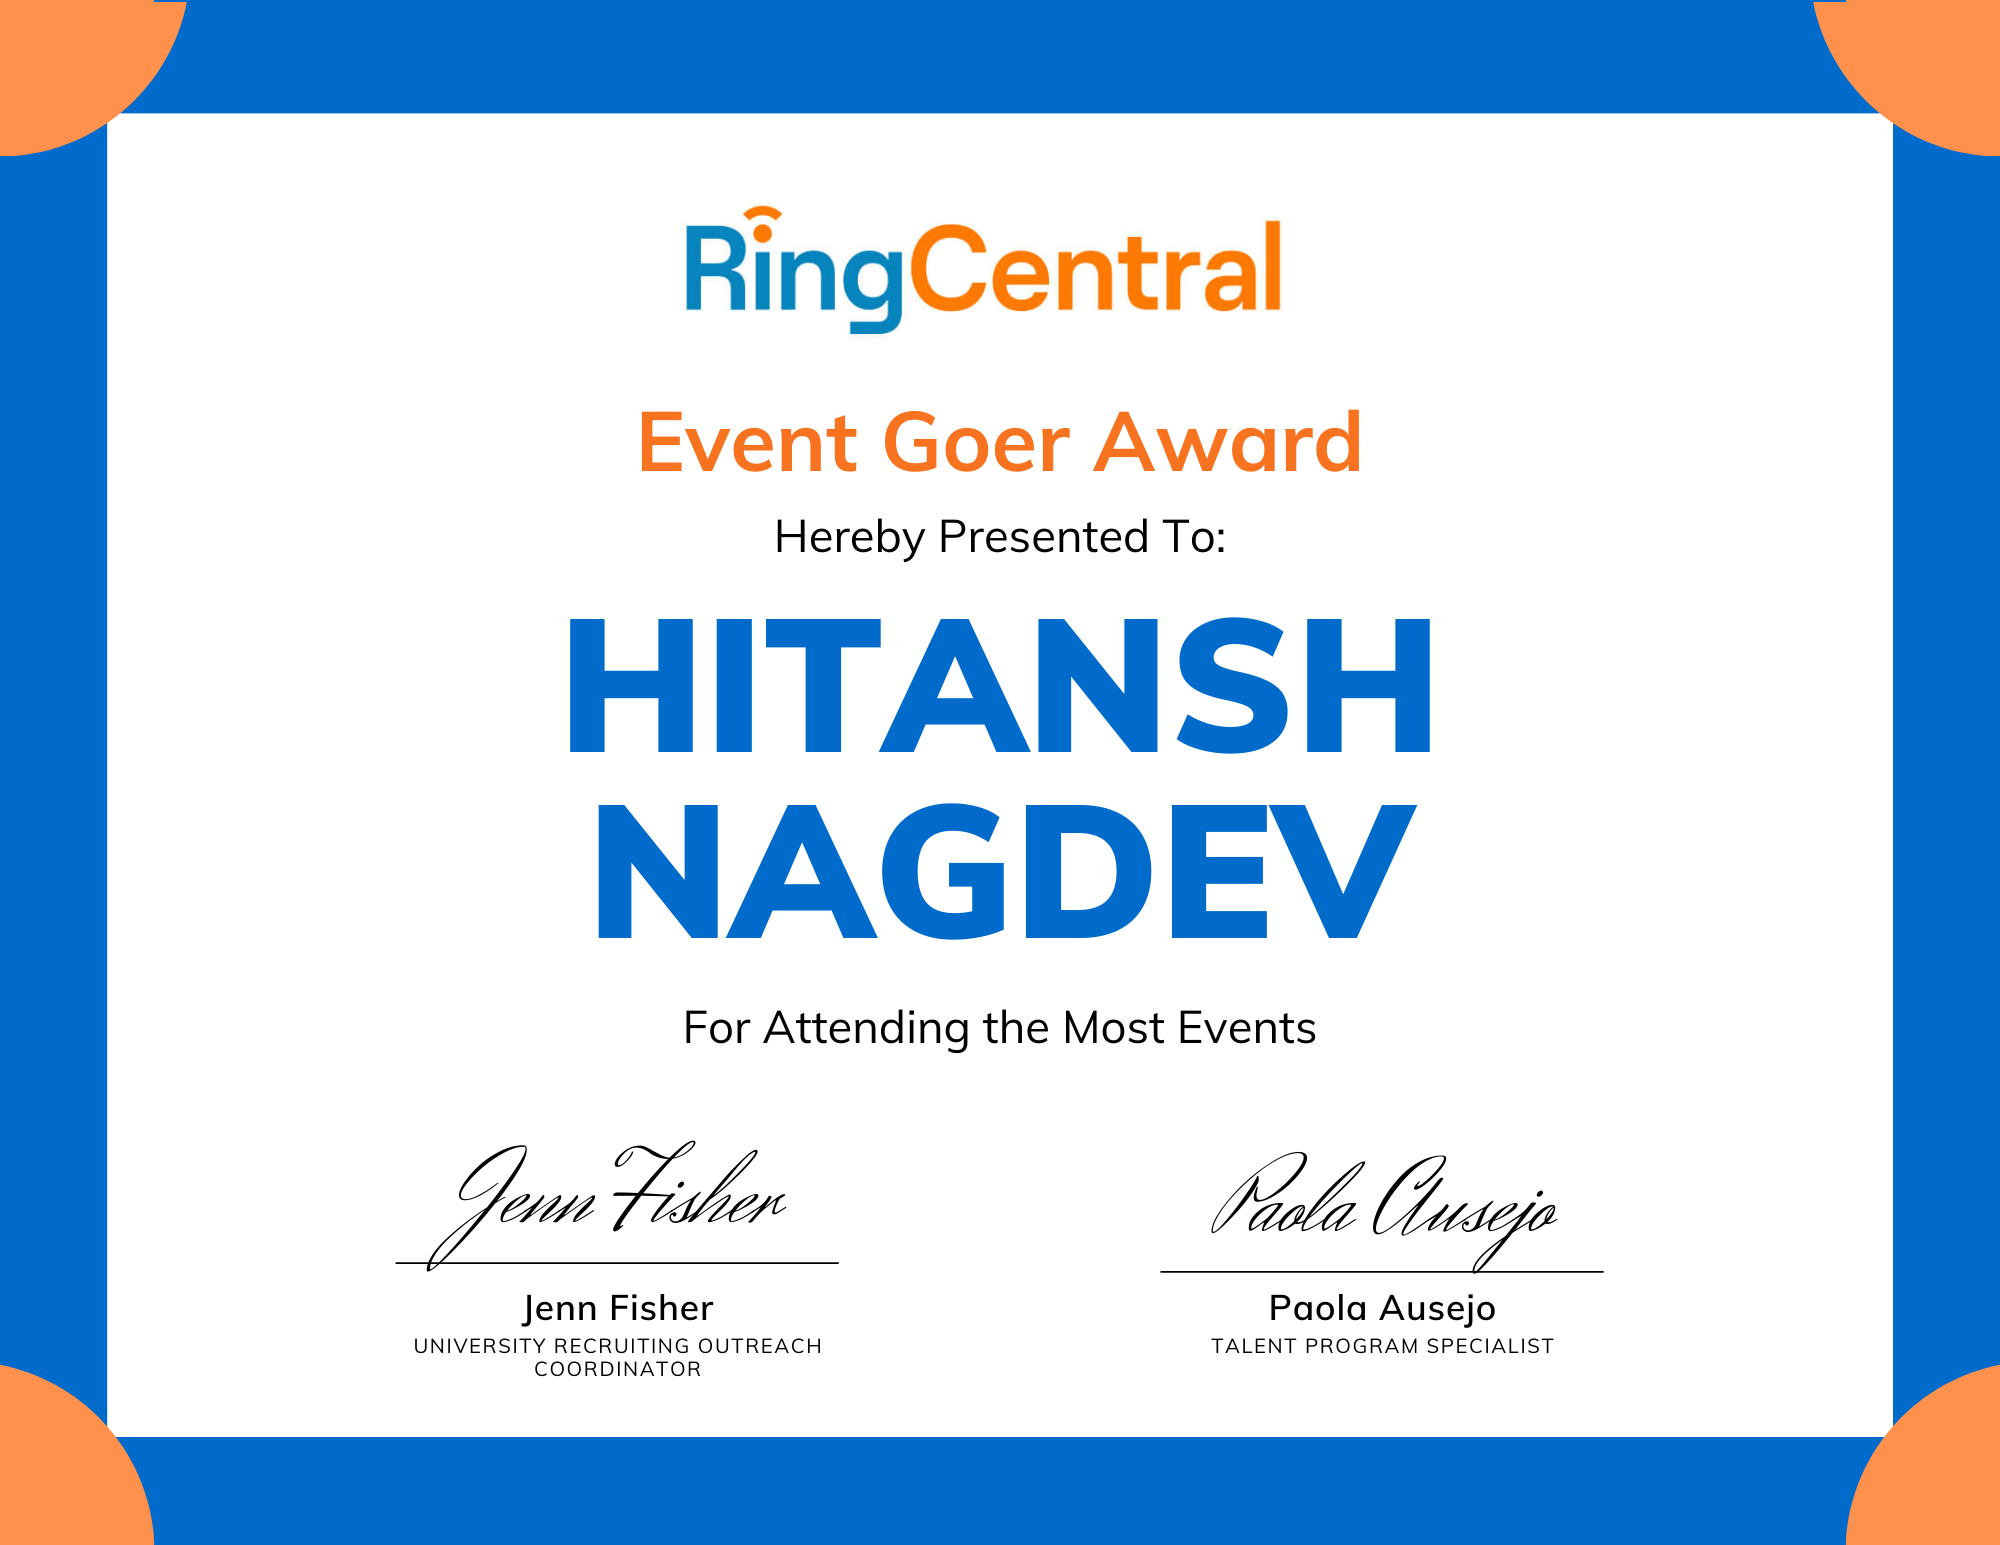 RingCentral
Event Goer Award
Hereby Presented To:
HITANSH
NAGDEV
For Attending the Most Events
Jenn Fisher
Paola Ausejo
Jenn Fisher
UNIVERSITY RECRUITING OUTREACH
COORDINATOR
Paola Ausejo
TALENT PROGRAM SPECIALIST